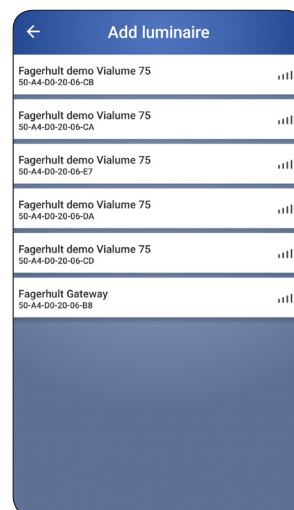 Add luminaire
Fagerhult demo Vialume 75
50-A4-D0-20-06-CB
Fagerhult demo Vialume 75
50-A4-D0-20-06-CA
Fagerhult demo Vialume 75
50-A4-D0-20-06-E7
Fagerhult demo Vialume 75
50-A4-D0-20-06-DA
Fagerhult demo Vialume 75
50-A4-D0-20-06-CD
Fagerhult Gateway
50-A4-D0-20-06-B8